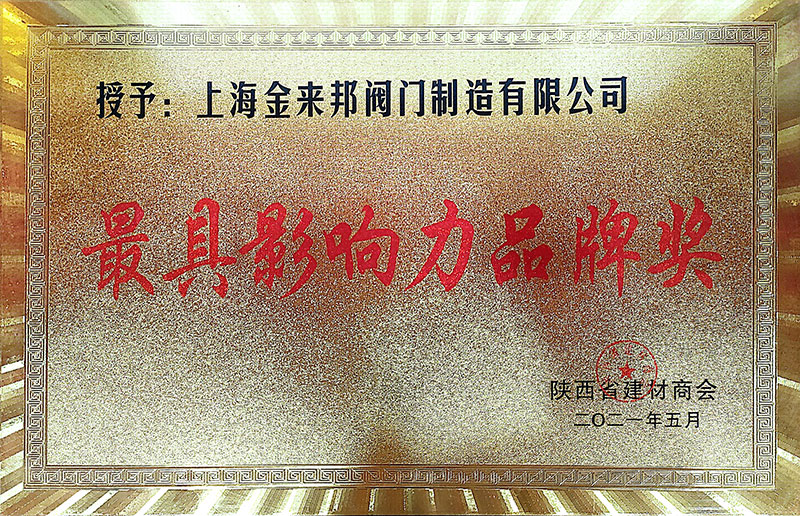 授予：上海金来邦阀门制造有限公司
最具影响力品牌奖
陕西省建材商会
二〇二一年五月